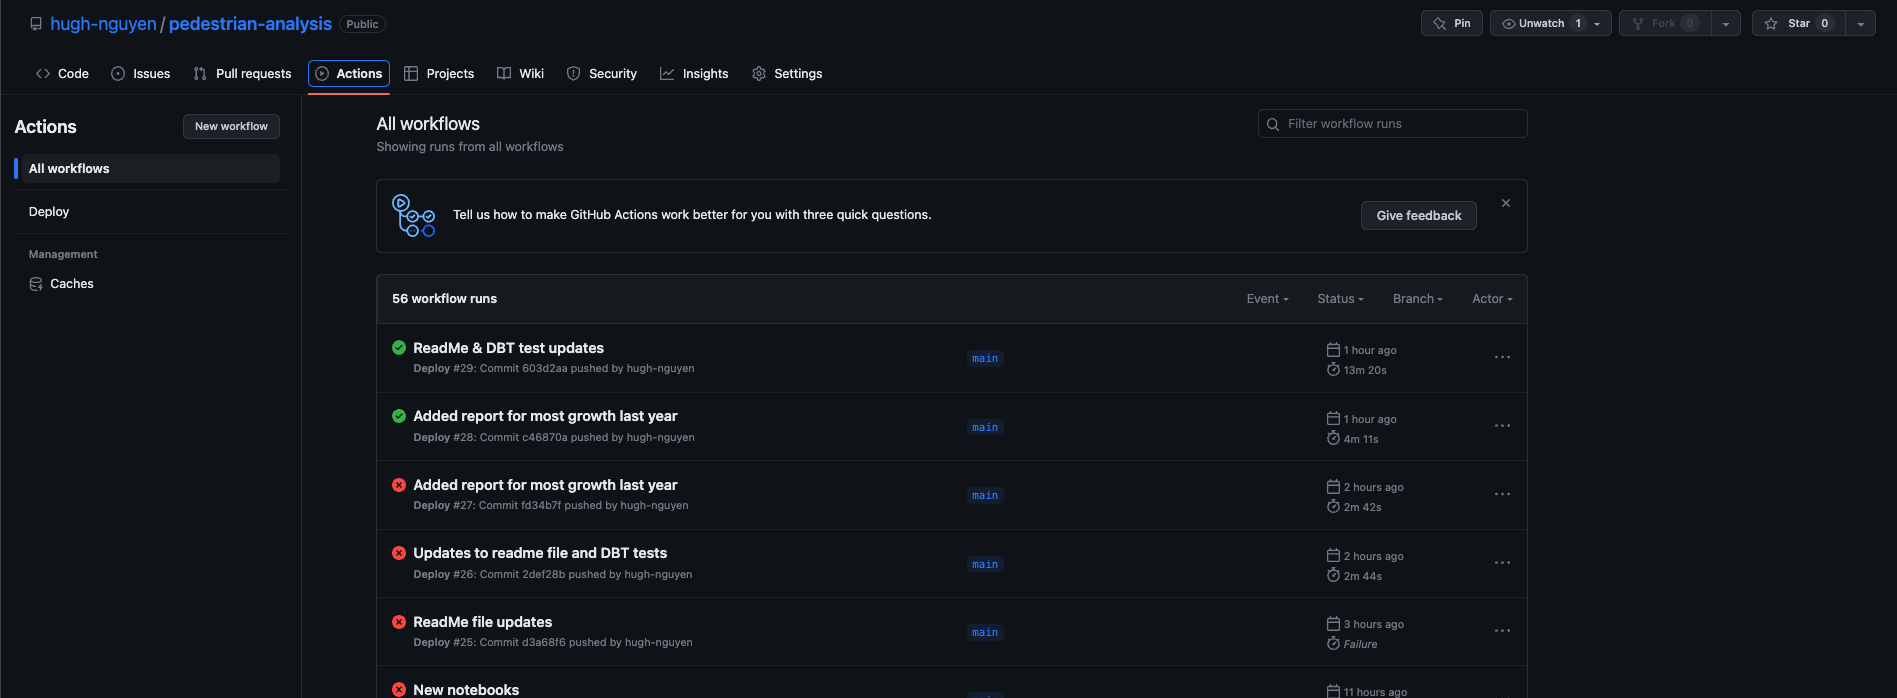 hugh-nguyen / pedestrian-analysis Public
Pin
Unwatch 1
Fork 0
Star 0
Code
Issues
Pull requests
Actions
Projects
Wiki
Security
Insights
Settings
Actions
New workflow
All workflows
Deploy
Management
Caches
All workflows
Showing runs from all workflows
Filter workflow runs
Tell us how to make GitHub Actions work better for you with three quick questions.
Give feedback
56 workflow runs
Event
Status
Branch
Actor
ReadMe & DBT test updates
Deploy #29: Commit 603d2aa pushed by hugh-nguyen
main
1 hour ago
13m 20s
Added report for most growth last year
Deploy #28: Commit c46870a pushed by hugh-nguyen
main
1 hour ago
4m 11s
Added report for most growth last year
Deploy #27: Commit fd34b7f pushed by hugh-nguyen
main
2 hours ago
2m 42s
Updates to readme file and DBT tests
Deploy #26: Commit 2def28b pushed by hugh-nguyen
main
2 hours ago
2m 44s
ReadMe file updates
Deploy #25: Commit d3a68f6 pushed by hugh-nguyen
main
3 hours ago
Failure
New notebooks
11 hours ago